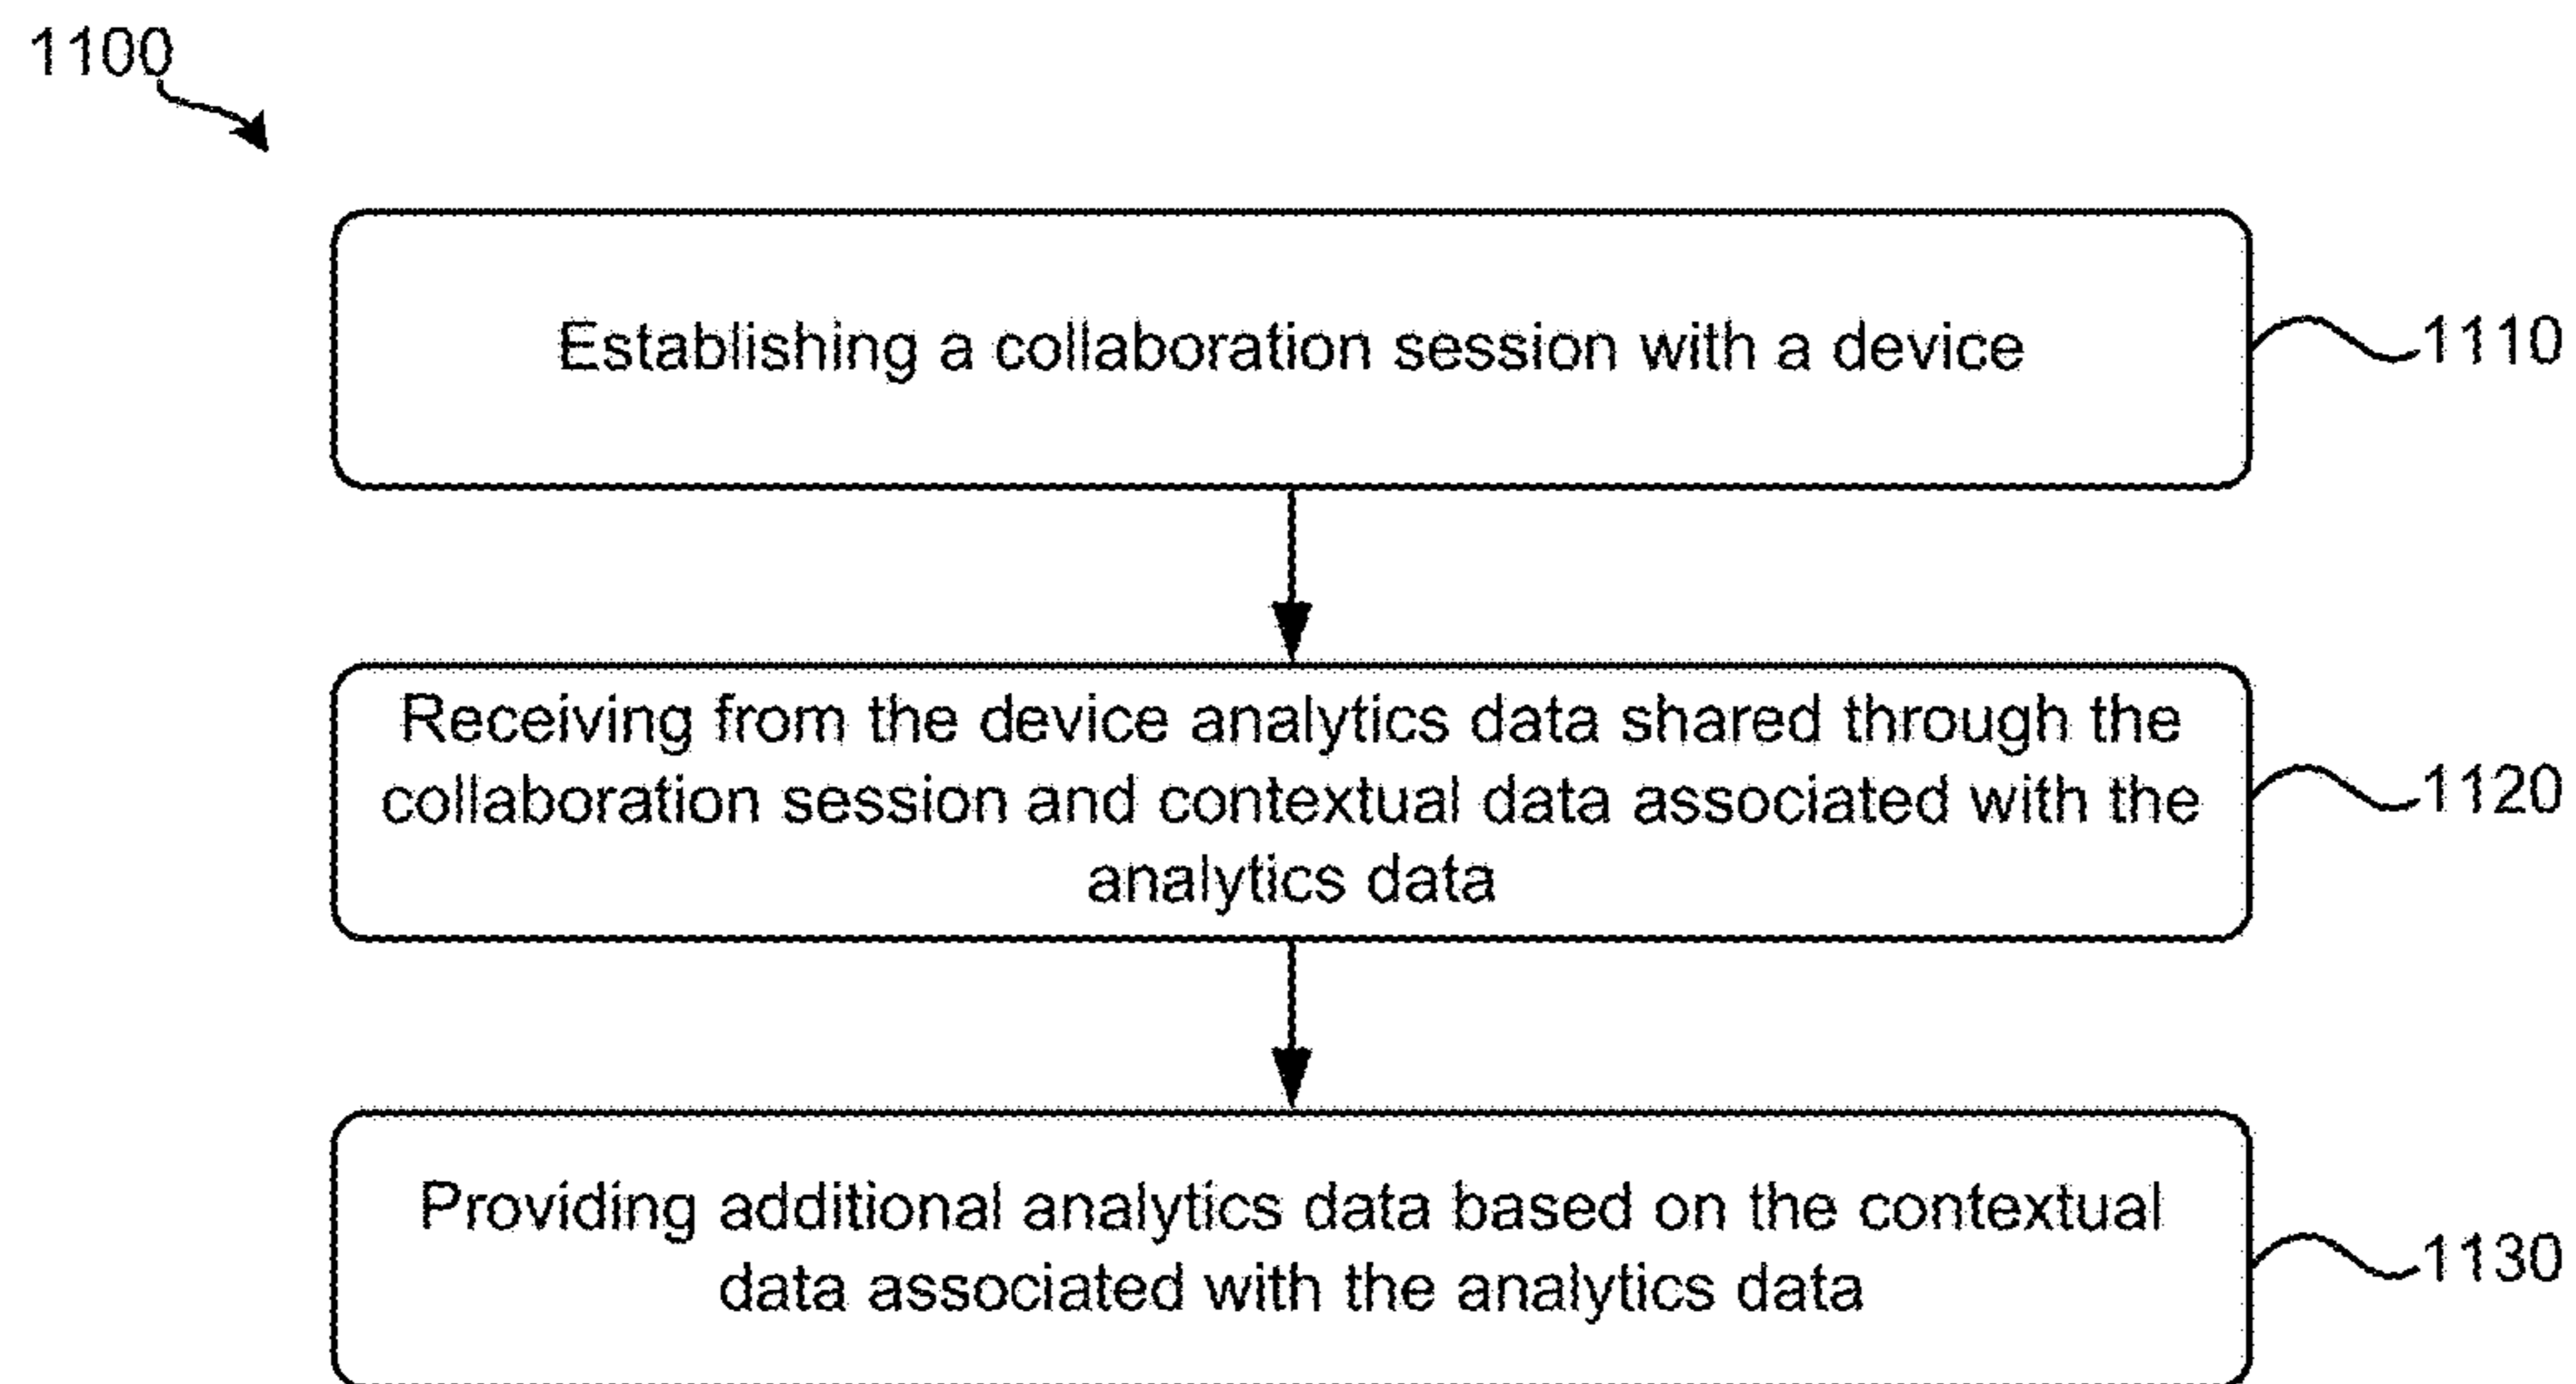 1100
Establishing a collaboration session with a device
1110
Receiving from the device analytics data shared through the
collaboration session and contextual data associated with the
analytics data
1120
Providing additional analytics data based on the contextual
data associated with the analytics data
1130